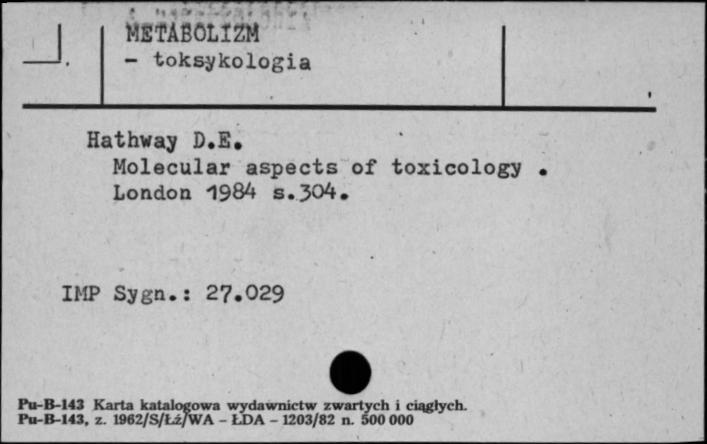 METABOLIZM
- toksykologia
Hathway D.E.
Molecular aspects of toxicology .
London 1984 s.304.
IMP Sygn.: 27.029
Pu-B-143 Karta katalogowa wydawnictw zwartych i ciągłych.
Pu-B-143, z. 1962/S/Łż/WA - ŁDA - 1203/82 n. 500 000